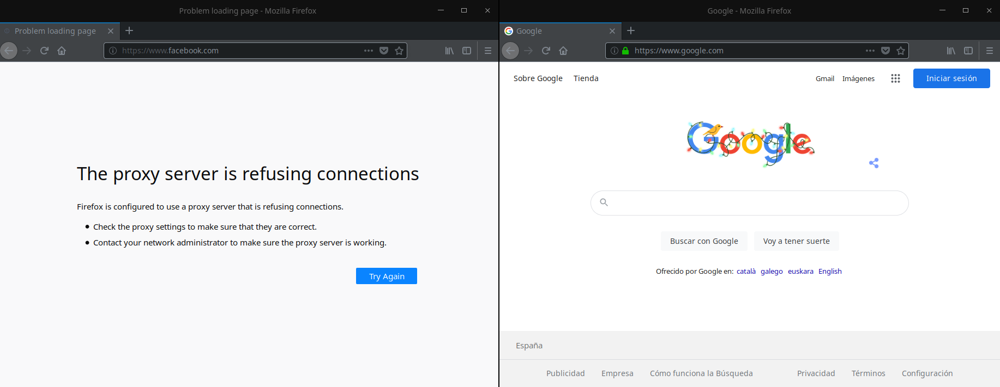 Problem loading page - Mozilla Firefox
Problem loading page
https://www.facebook.com
The proxy server is refusing connections
Firefox is configured to use a proxy server that is refusing connections.
Check the proxy settings to make sure that they are correct.
Contact your network administrator to make sure the proxy server is working.
Try Again
Google - Mozilla Firefox
Google
https://www.google.com
Sobre Google Tienda Gmail Imágenes Iniciar sesión
Google
Buscar con Google Voy a tener suerte
Ofrecido por Google en: català galego euskara English
España
Publicidad Empresa Cómo funciona la Búsqueda Privacidad Términos Configuración